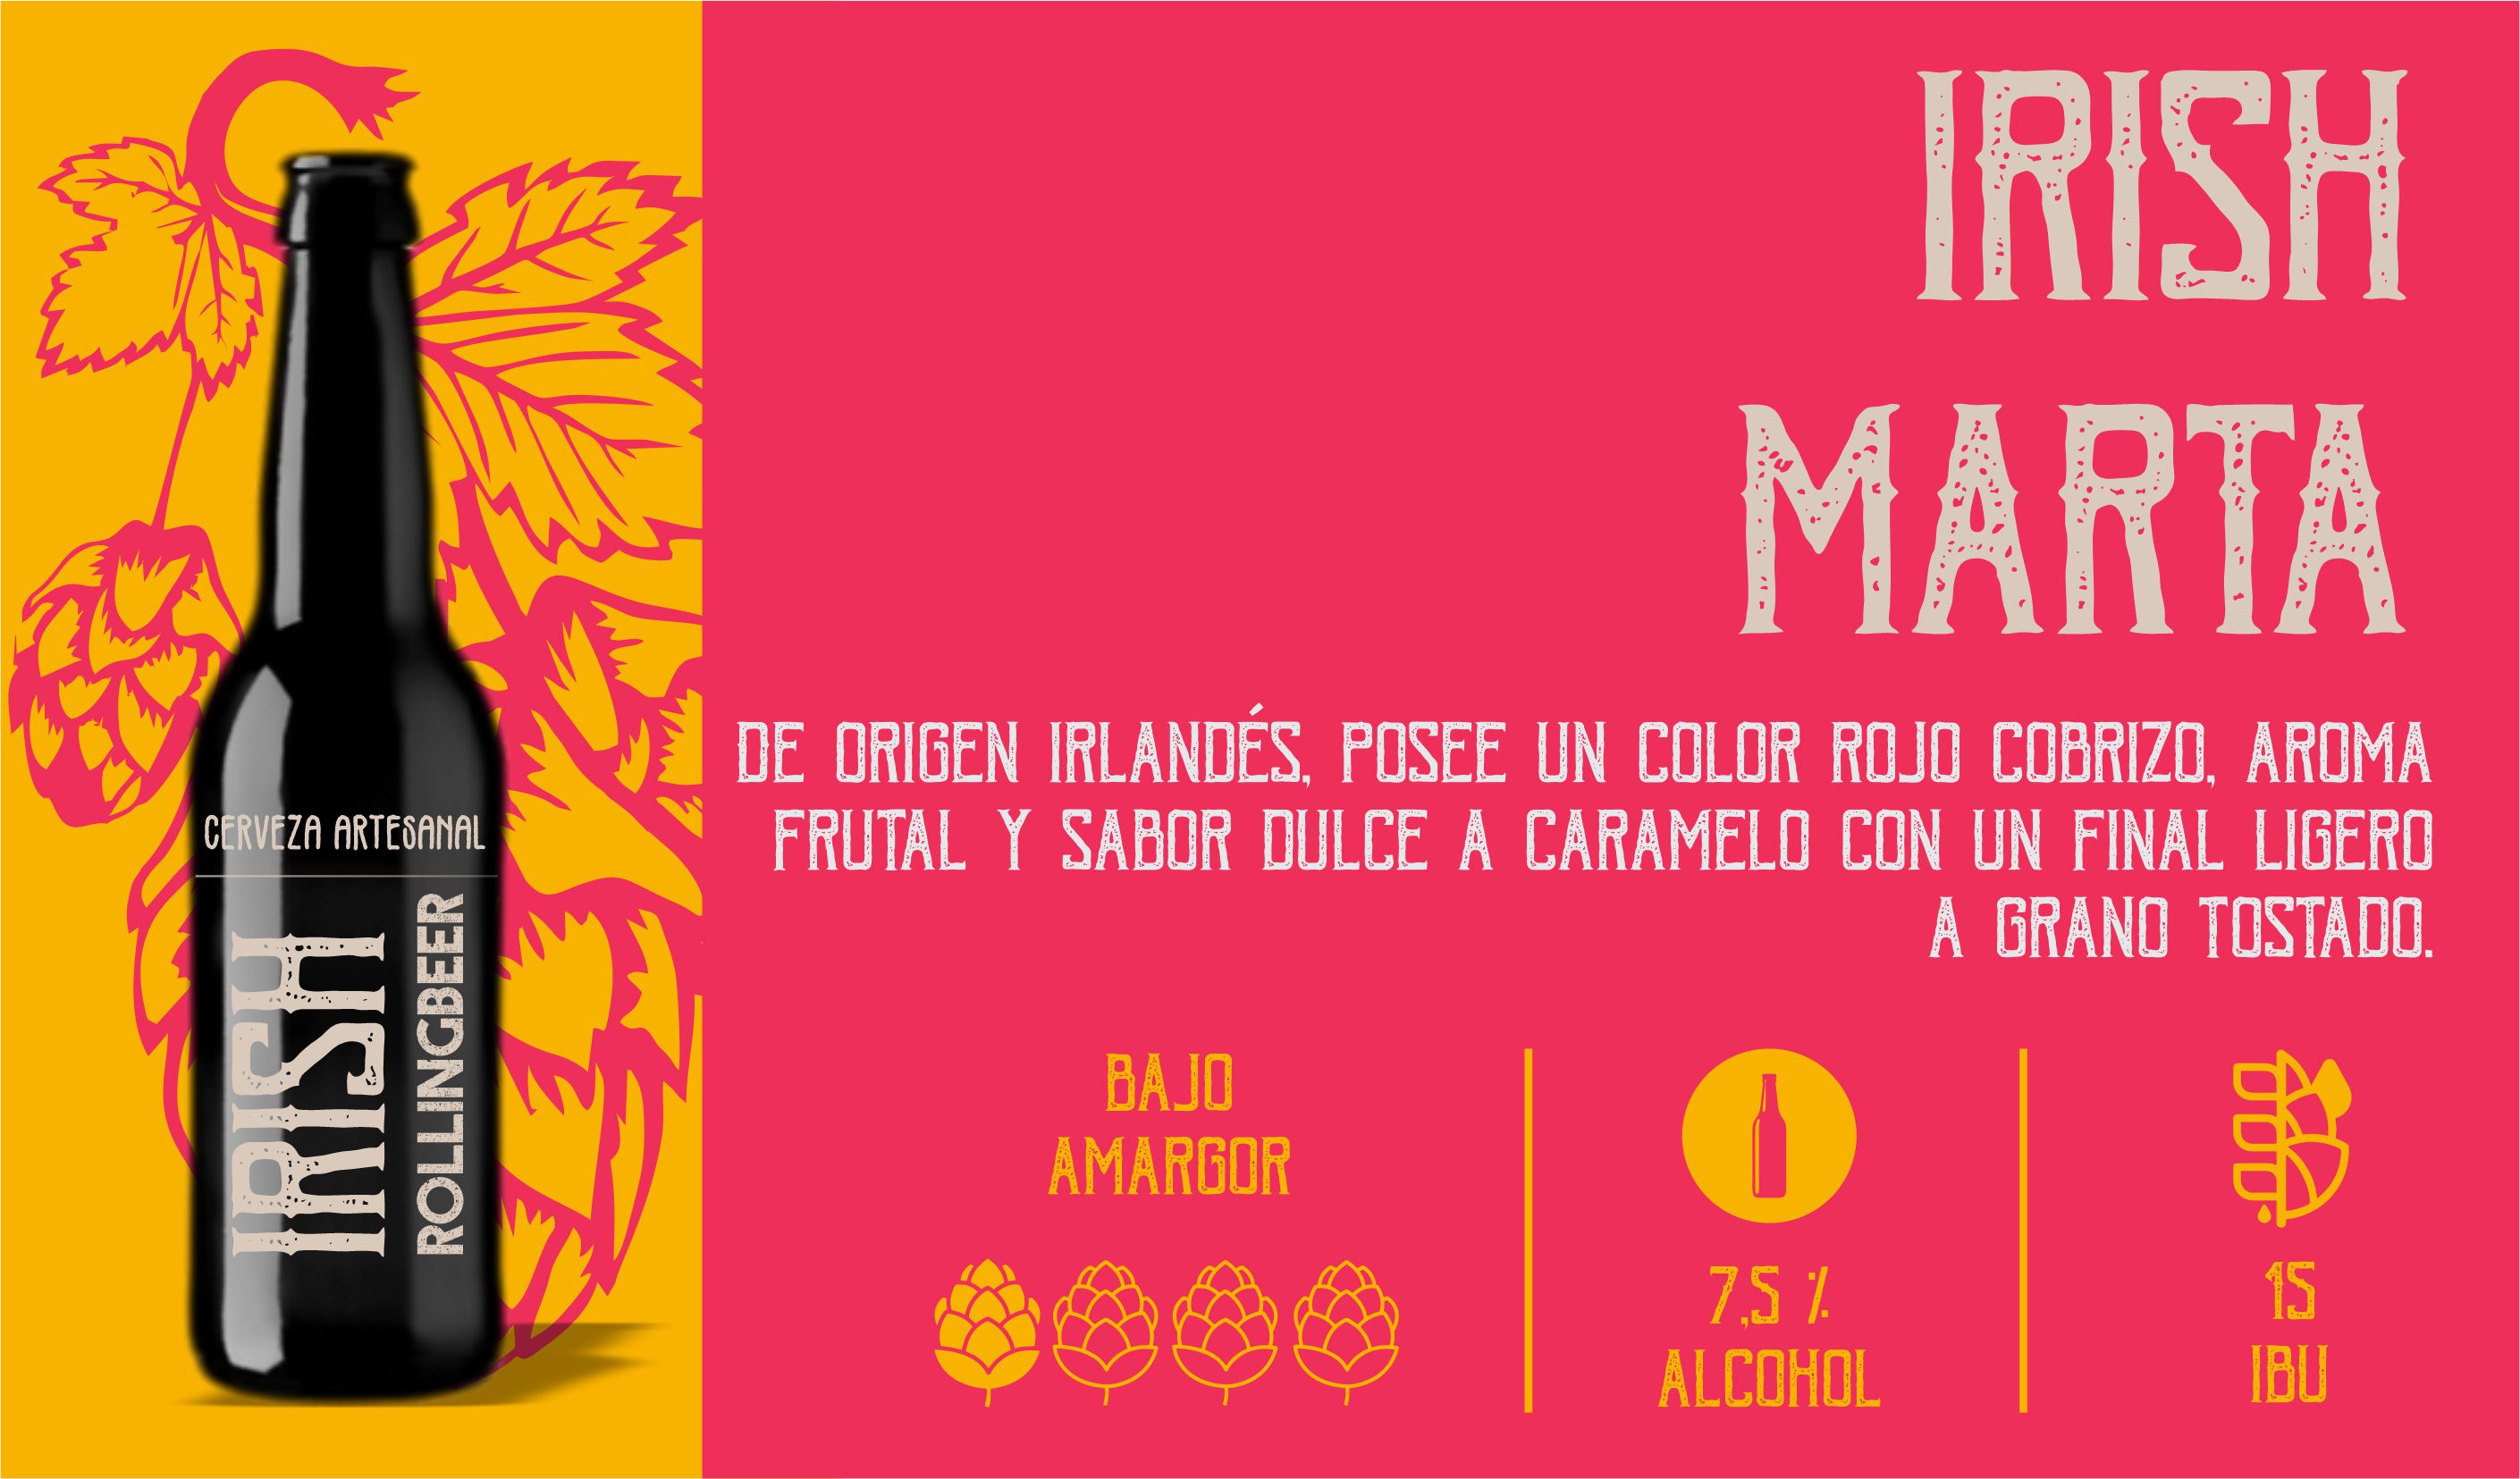 IRISH
MARTA
DE ORIGEN IRLANDÉS, POSEE UN COLOR ROJO COBRIZO, AROMA
FRUTAL Y SABOR DULCE A CARAMELO CON UN FINAL LIGERO
A GRANO TOSTADO.
BAJO
AMARGOR
7,5 %
ALCOHOL
15
IBU
CERVEZA ARTESANAL
IRISH
ROLLINGBEER